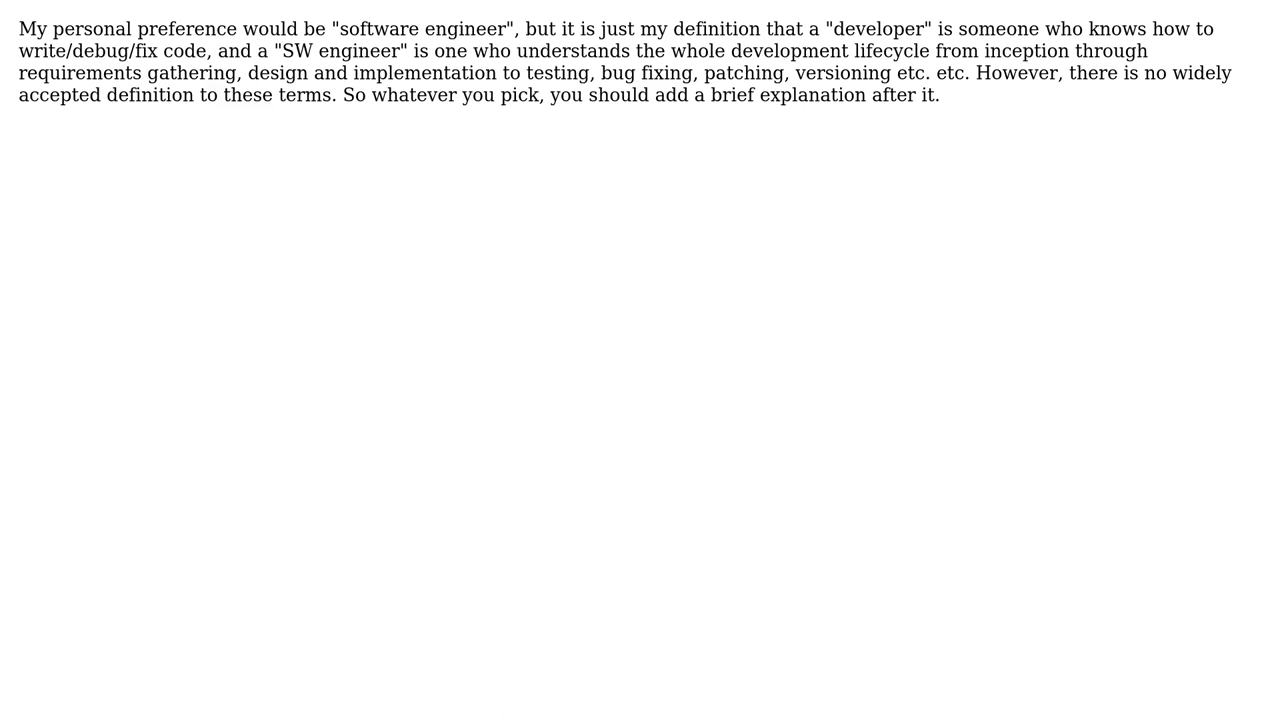 My personal preference would be "software engineer", but it is just my definition that a "developer" is someone who knows how to
write/debug/fix code, and a "SW engineer" is one who understands the whole development lifecycle from inception through
requirements gathering, design and implementation to testing, bug fixing, patching, versioning etc. etc. However, there is no widely
accepted definition to these terms. So whatever you pick, you should add a brief explanation after it.